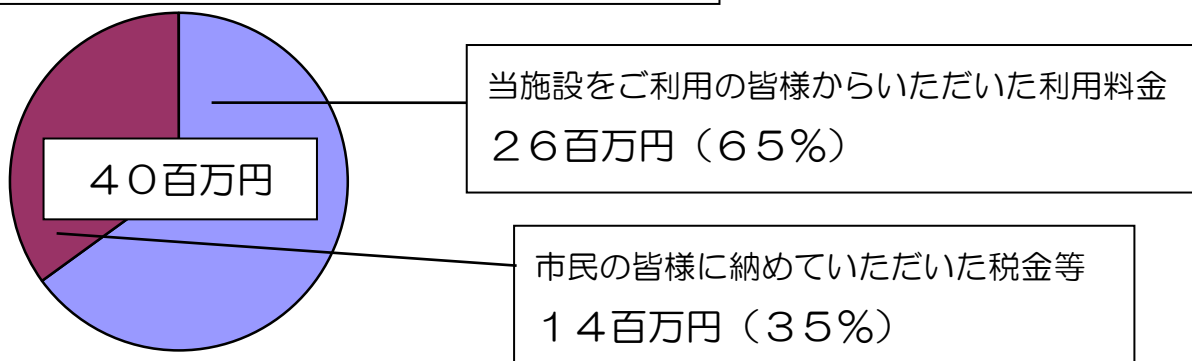 当施設をご利用の皆様からいただいた利用料金
２６百万円（６５％）
４０百万円
市民の皆様に納めていただいた税金等
１４百万円（３５％）